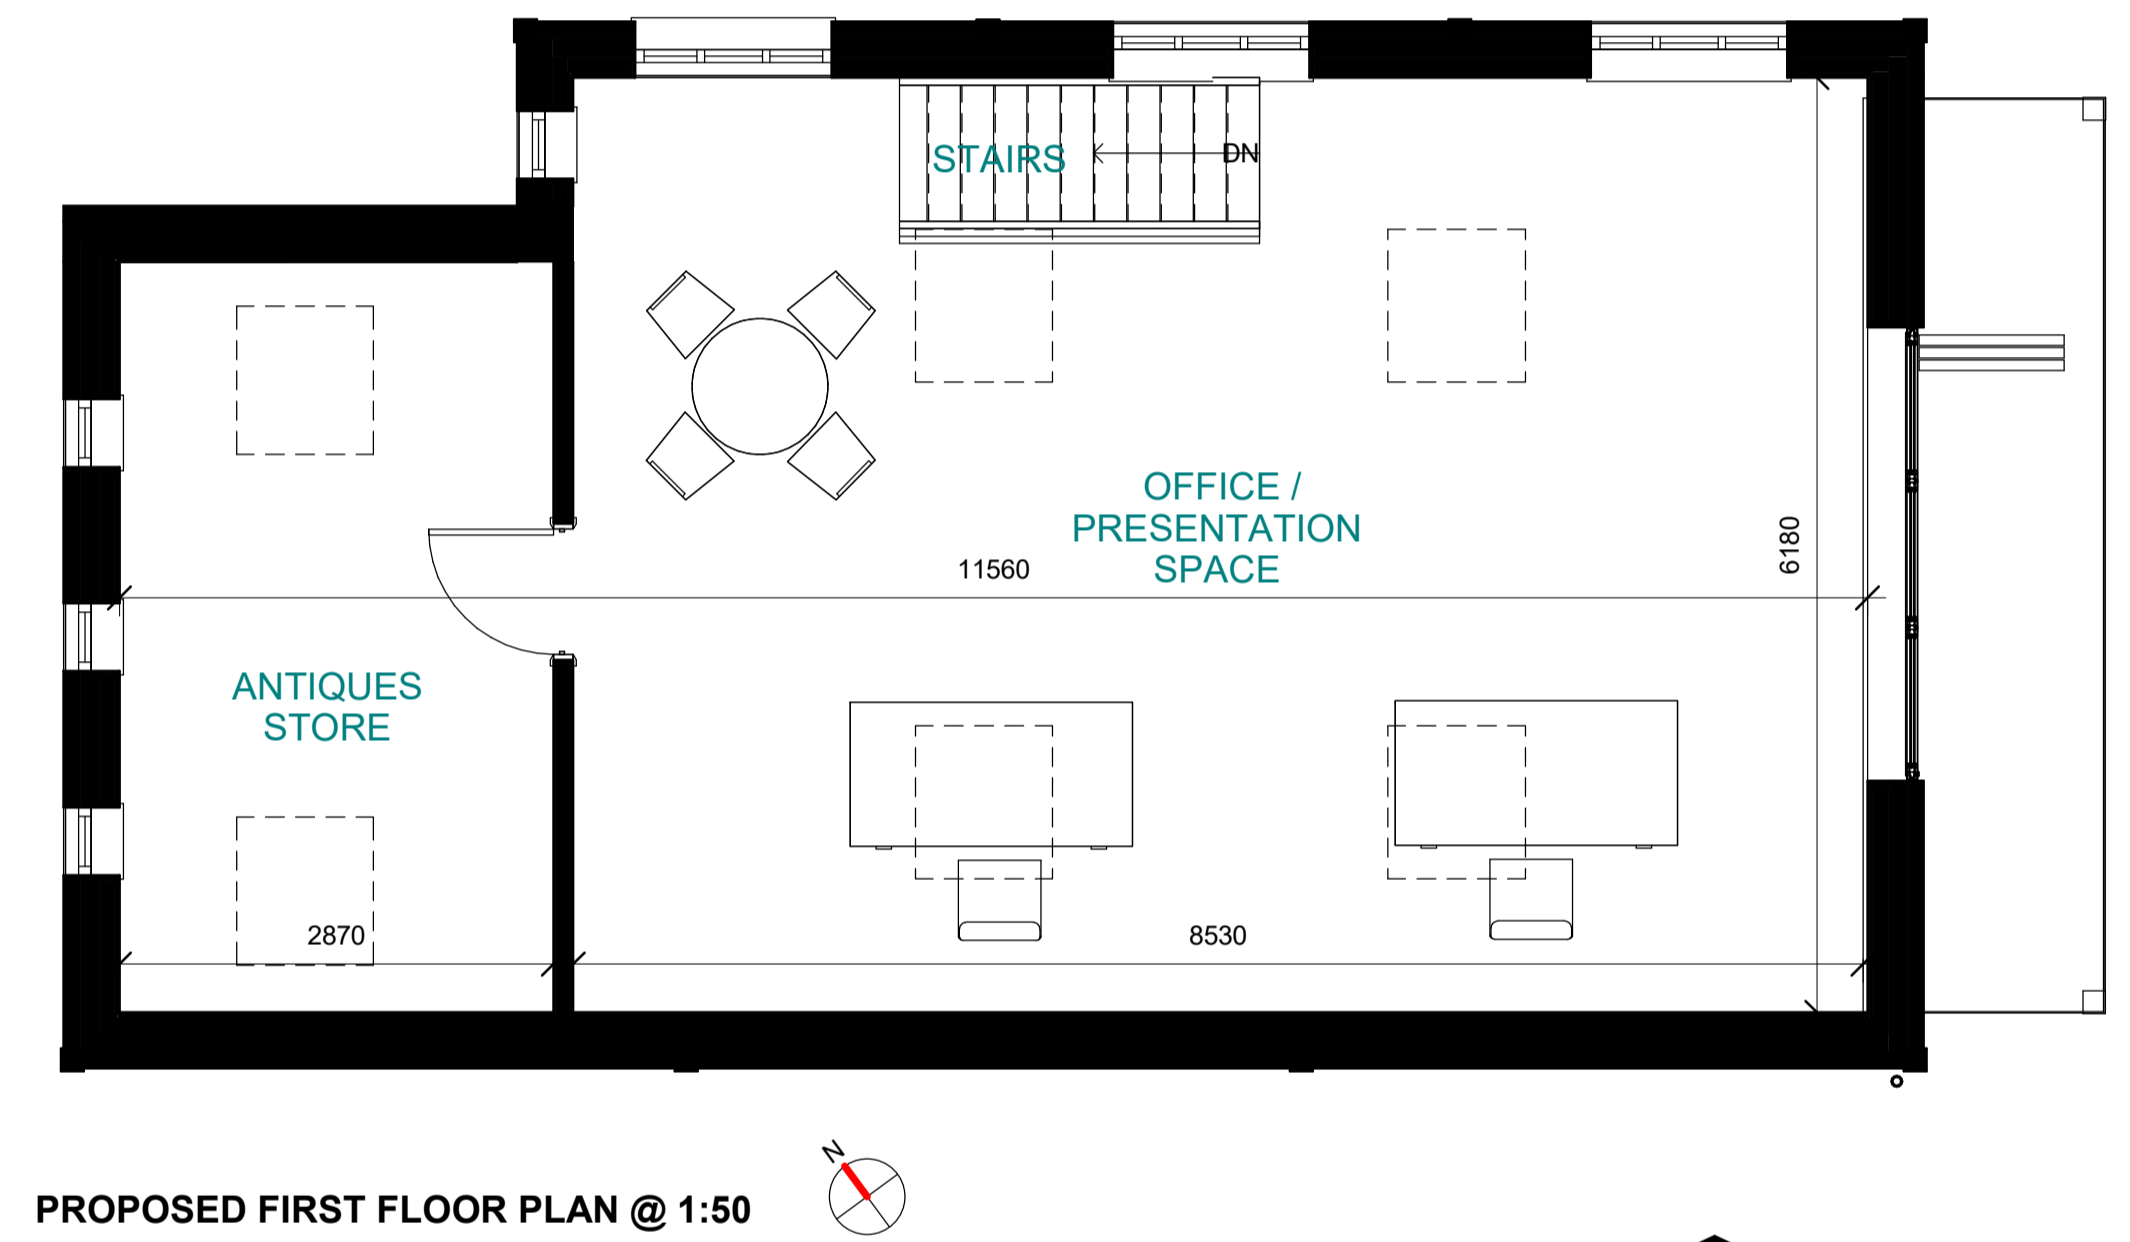 STAIRS
DN
OFFICE /
PRESENTATION
SPACE
11560
6180
ANTIQUES
STORE
2870
8530
N
PROPOSED FIRST FLOOR PLAN @ 1:50